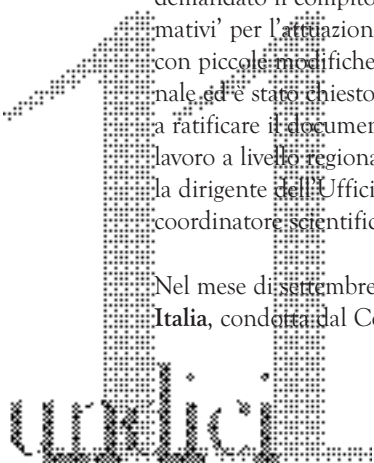 demandato il compito
mativi’ per l’attuazion
con piccole modifiche
nale ed è stato chiesto
a ratificare il documen
lavoro a livello regiona
la dirigente dell’Uffici
coordinatore scientific
Nel mese di settembre
Italia, condotta dal Co
11
undici